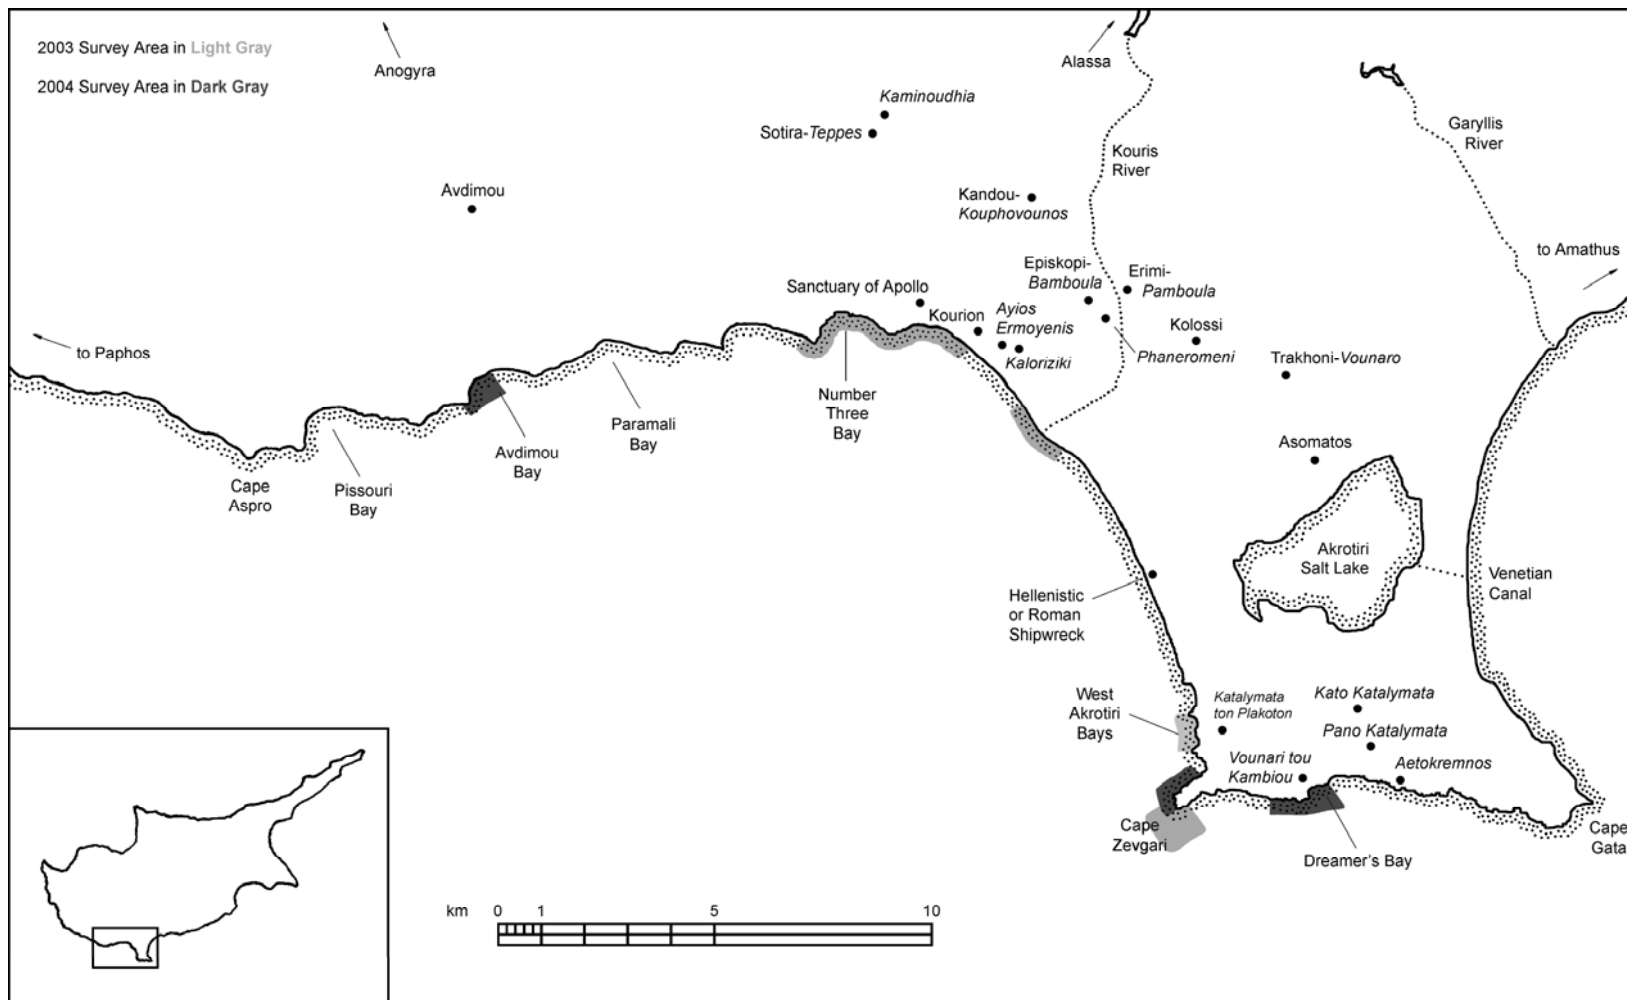 2003 Survey Area in Light Gray
2004 Survey Area in Dark Gray
Anogyra
Alassa
Kaminoudhia
Sotira-Teppes
Garyllis
River
Kouris
River
Avdimou
Kandou-
Kouphovounos
to Amathus
Episkopi-
Bamboula
Erimi-
Pamboula
Sanctuary of Apollo
Kourion
Ayios
Ermoyenis
Kaloriziki
Kolossi
Phaneromeni
to Paphos
Trakhoni-Vounaro
Number
Three
Bay
Paramali
Bay
Avdimou
Bay
Asomatos
Cape
Aspro
Pissouri
Bay
Akrotiri
Salt Lake
Venetian
Canal
Hellenistic
or Roman
Shipwreck
West
Akrotiri
Bays
Katalymata
ton Plakoton
Kato Katalymata
Pano Katalymata
Vounari tou
Kambiou
Aetokremnos
Cape
Zevgari
Cape
Gata
Dreamer's Bay
km 0 1 5 10